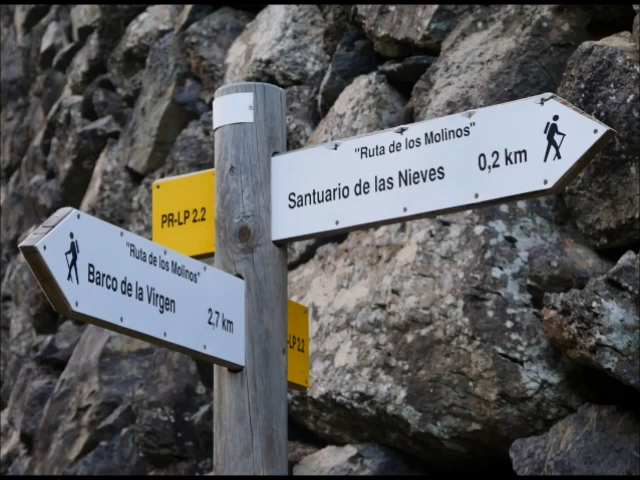 "Ruta de los Molinos"
Santuario de las Nieves 0,2 km
PR-LP 2.2
"Ruta de los Molinos"
Barco de la Virgen 2,7 km
-LP 2.2